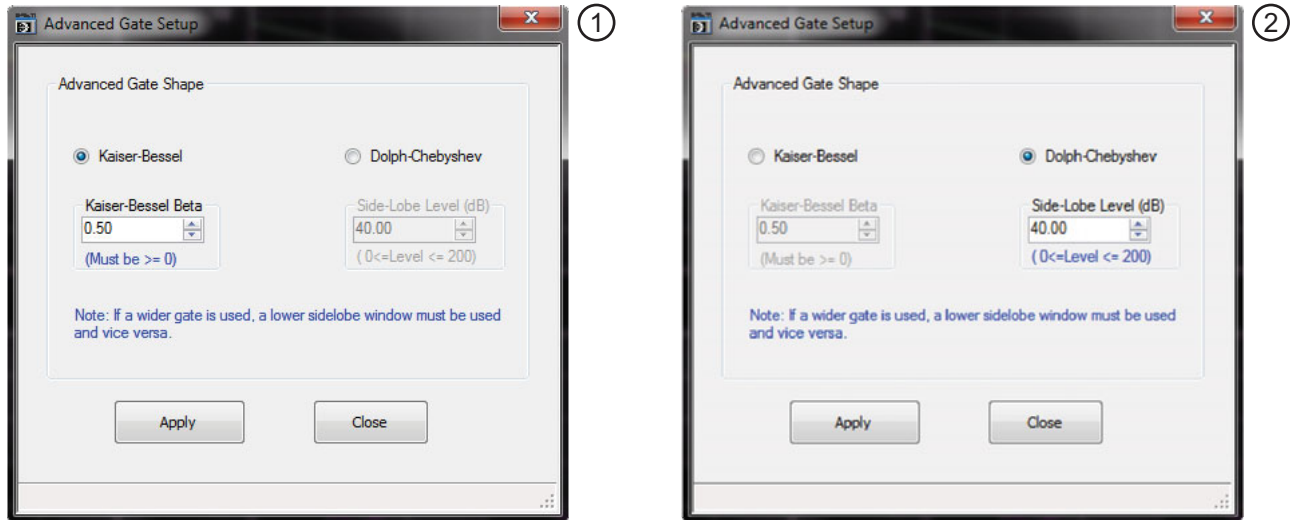 Advanced Gate Setup
X
1
Advanced Gate Shape
Kaiser-Bessel
Dolph-Chebyshev
Kaiser-Bessel Beta
0.50
(Must be >= 0)
Side-Lobe Level (dB)
40.00
( 0<=Level <= 200)
Note: If a wider gate is used, a lower sidelobe window must be used
and vice versa.
Apply
Close
Advanced Gate Setup
X
2
Advanced Gate Shape
Kaiser-Bessel
Dolph-Chebyshev
Kaiser-Bessel Beta
0.50
(Must be >= 0)
Side-Lobe Level (dB)
40.00
( 0<=Level <= 200)
Note: If a wider gate is used, a lower sidelobe window must be used
and vice versa.
Apply
Close